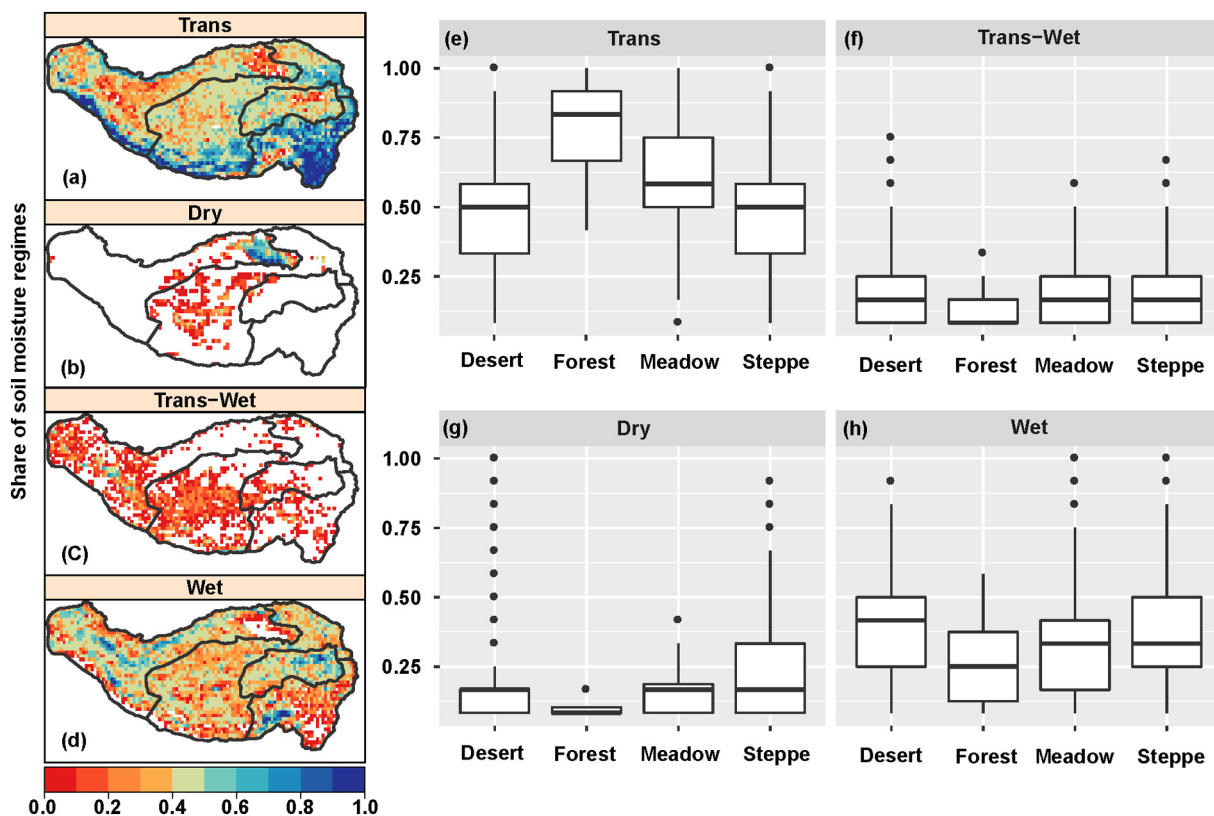 Share of soil moisture regimes
Trans
(a)
Dry
(b)
Trans-Wet
(C)
Wet
(d)
0.0 0.2 0.4 0.6 0.8 1.0
(e) Trans
1.00
0.75
0.50
0.25
Desert Forest Meadow Steppe
(f) Trans-Wet
Desert Forest Meadow Steppe
(g) Dry
1.00
0.75
0.50
0.25
Desert Forest Meadow Steppe
(h) Wet
Desert Forest Meadow Steppe